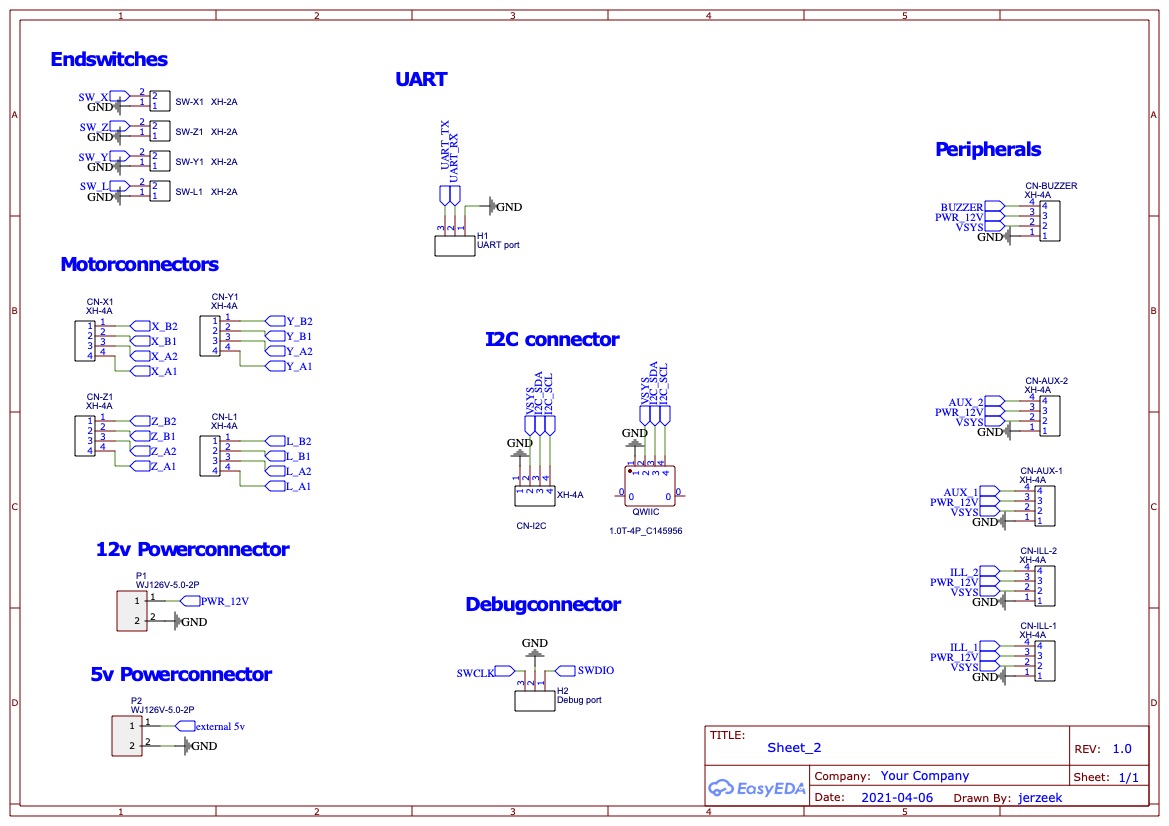 1 2 3 4 5
A
B
C
D
A
B
C
D
Endswitches
SW_X 2 2
GND 1 1
SW-X1 XH-2A
SW_Z 2 2
GND 1 1
SW-Z1 XH-2A
SW_Y 2 2
GND 1 1
SW-Y1 XH-2A
SW_L 2 2
GND 1 1
SW-L1 XH-2A
UART
UART_TX
UART_RX
GND
3 2 1
H1
UART port
Peripherals
CN-BUZZER
XH-4A
BUZZER 4 4
PWR_12V 3 3
VSYS 2 2
GND 1 1
Motorconnectors
CN-X1
XH-4A
1 1 X_B2
2 2 X_B1
3 3 X_A2
4 4 X_A1
CN-Y1
XH-4A
1 1 Y_B2
2 2 Y_B1
3 3 Y_A2
4 4 Y_A1
CN-Z1
XH-4A
1 1 Z_B2
2 2 Z_B1
3 3 Z_A2
4 4 Z_A1
CN-L1
XH-4A
1 1 L_B2
2 2 L_B1
3 3 L_A2
4 4 L_A1
I2C connector
VSYS
I2C_SDA
I2C_SCL
GND
1 2 3 4
1 2 3 4
XH-4A
CN-I2C
VSYS
I2C_SDA
I2C_SCL
GND
1 2 3 4
1 2 3 4
0 0 0 0
QWIIC
1.0T-4P_C145956
CN-AUX-2
XH-4A
AUX_2 4 4
PWR_12V 3 3
VSYS 2 2
GND 1 1
CN-AUX-1
XH-4A
AUX_1 4 4
PWR_12V 3 3
VSYS 2 2
GND 1 1
CN-ILL-2
XH-4A
ILL_2 4 4
PWR_12V 3 3
VSYS 2 2
GND 1 1
CN-ILL-1
XH-4A
ILL_1 4 4
PWR_12V 3 3
VSYS 2 2
GND 1 1
12v Powerconnector
P1
WJ126V-5.0-2P
1 1 PWR_12V
2 2 GND
5v Powerconnector
P2
WJ126V-5.0-2P
1 1 external 5v
2 2 GND
Debugconnector
GND
SWCLK SWDIO
3 2 1
H2
Debug port
TITLE:
Sheet_2
REV: 1.0
EasyEDA
Company: Your Company
Sheet: 1/1
Date: 2021-04-06 Drawn By: jerzeek
1 2 3 4 5